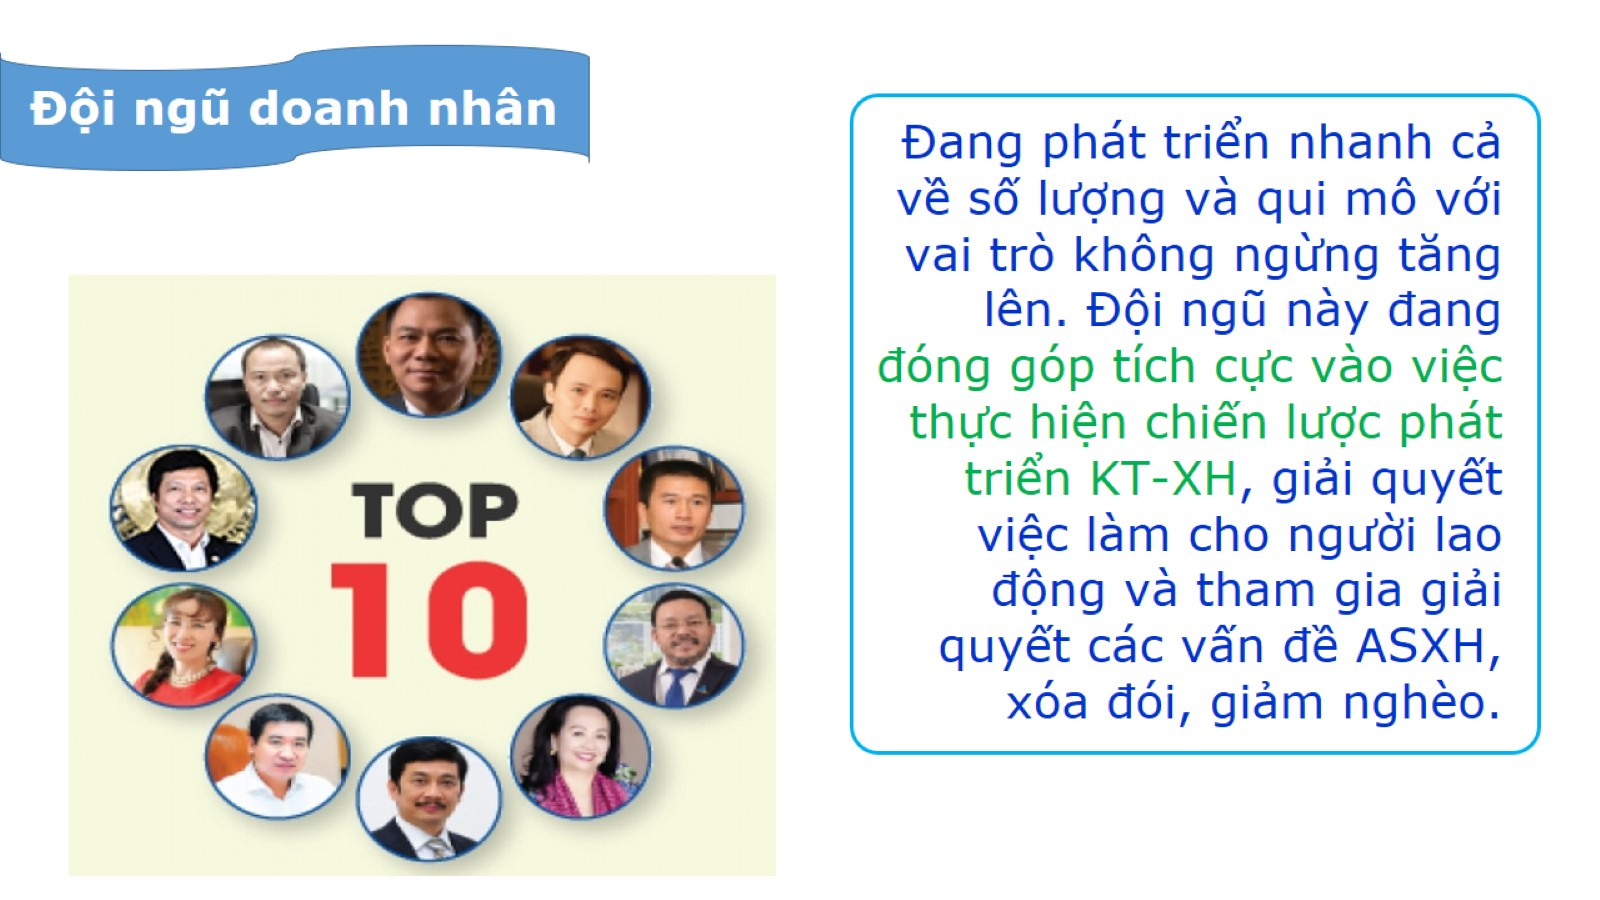 Đội ngũ doanh nhân
TOP
10
Đang phát triển nhanh cả
về số lượng và qui mô với
vai trò không ngừng tăng
lên. Đội ngũ này đang
đóng góp tích cực vào việc
thực hiện chiến lược phát
triển KT-XH, giải quyết
việc làm cho người lao
động và tham gia giải
quyết các vấn đề ASXH,
xóa đói, giảm nghèo.